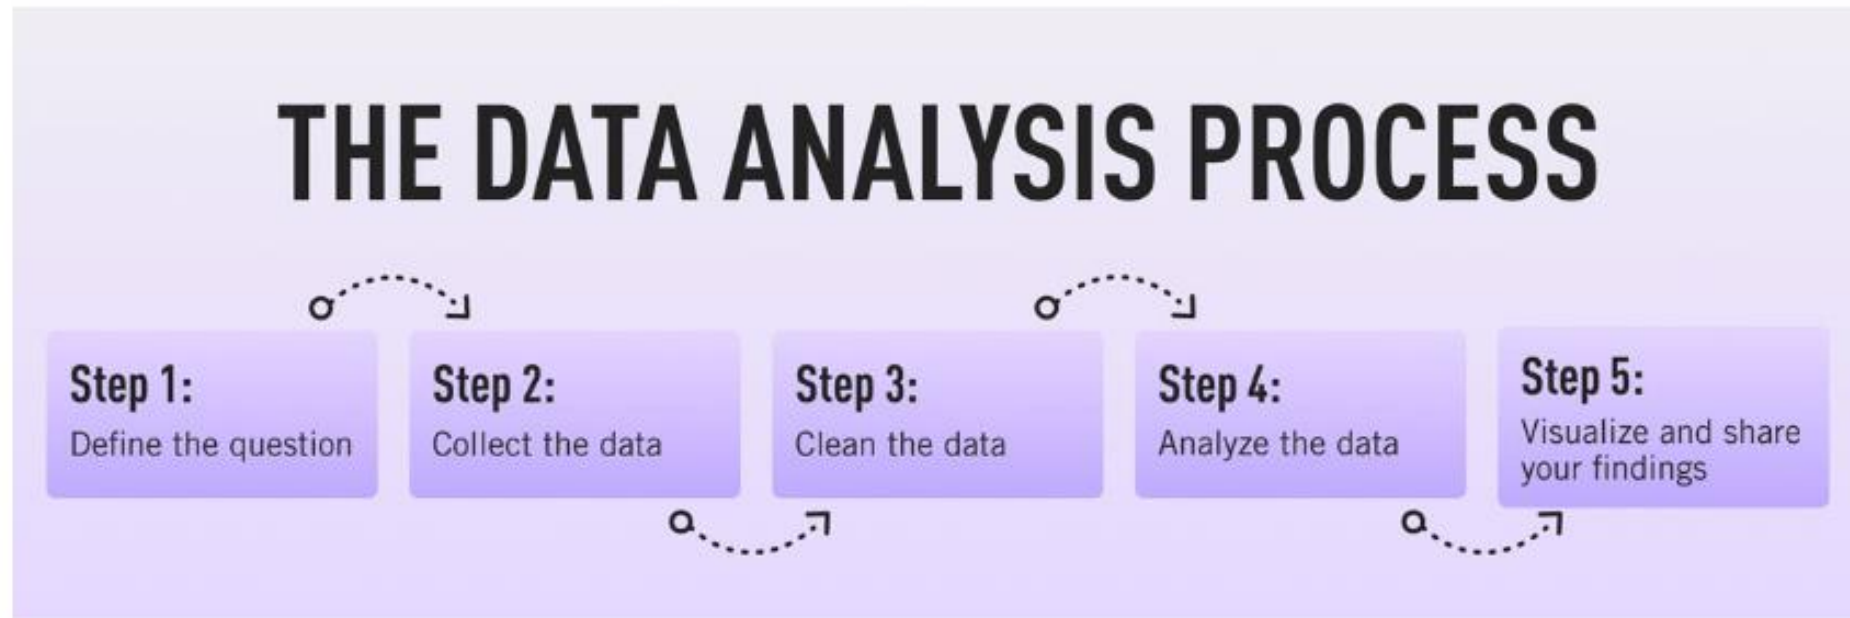 THE DATA ANALYSIS PROCESS
Step 1:
Define the question
Step 2:
Collect the data
Step 3:
Clean the data
Step 4:
Analyze the data
Step 5:
Visualize and share
your findings